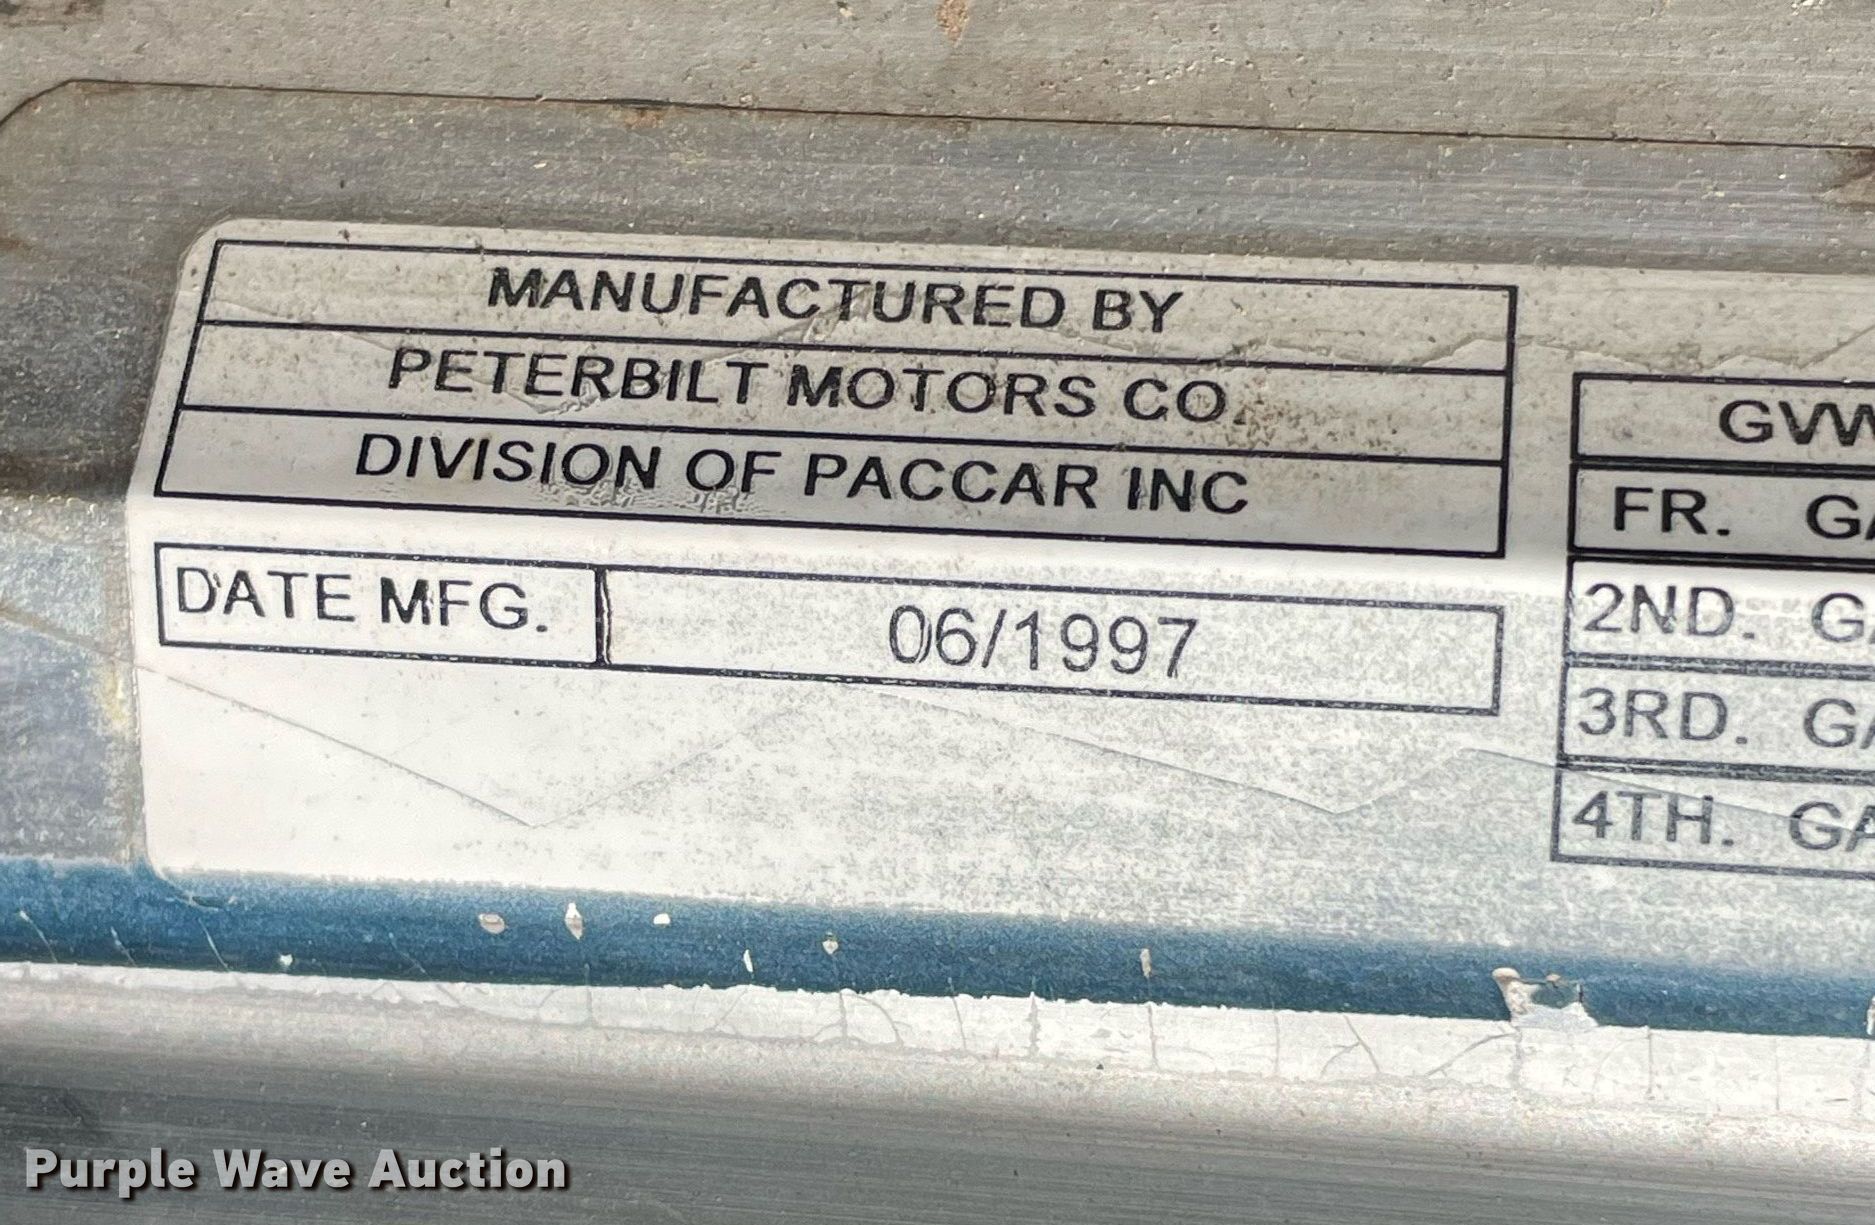 MANUFACTURED BY
PETERBILT MOTORS CO.
DIVISION OF PACCAR INC
DATE MFG. 06/1997
FR.
2ND.
3RD.
4TH.
Purple Wave Auction